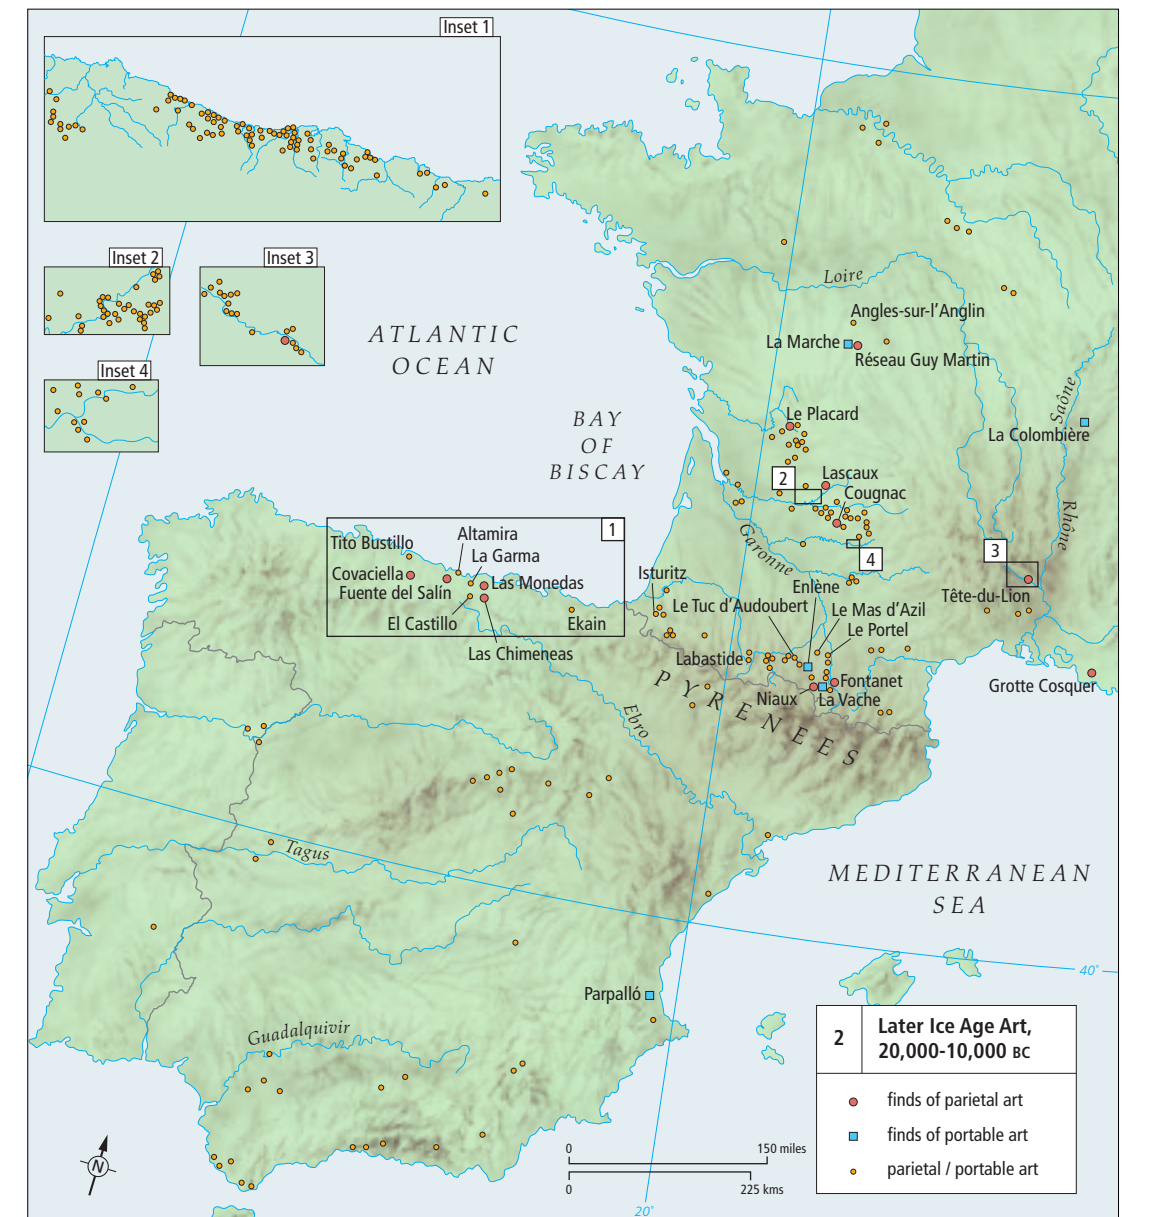 Inset 1
Inset 2
Inset 3
Inset 4
ATLANTIC
OCEAN
BAY
OF
BISCAY
Loire
Angles-sur-l'Anglin
La Marche
Réseau Guy Martin
Saône
Le Placard
La Colombière
2
Lascaux
Cougnac
Rhône
1
Garonne
4
3
Tito Bustillo
Altamira
La Garma
Covaciella
Las Monedas
Fuente del Salín
El Castillo
Ekain
Las Chimeneas
Isturitz
Enlène
Tête-du-Lion
Le Tuc d'Audoubert
Le Mas d'Azil
Le Portel
Labastide
Fontanet
Niaux
La Vache
Grotte Cosquer
PYRENEES
Ebro
Tagus
MEDITERRANEAN
SEA
40°
Parpalló
Guadalquivir
2
Later Ice Age Art,
20,000-10,000 BC
finds of parietal art
finds of portable art
parietal / portable art
N
0 150 miles
0 225 kms
20°